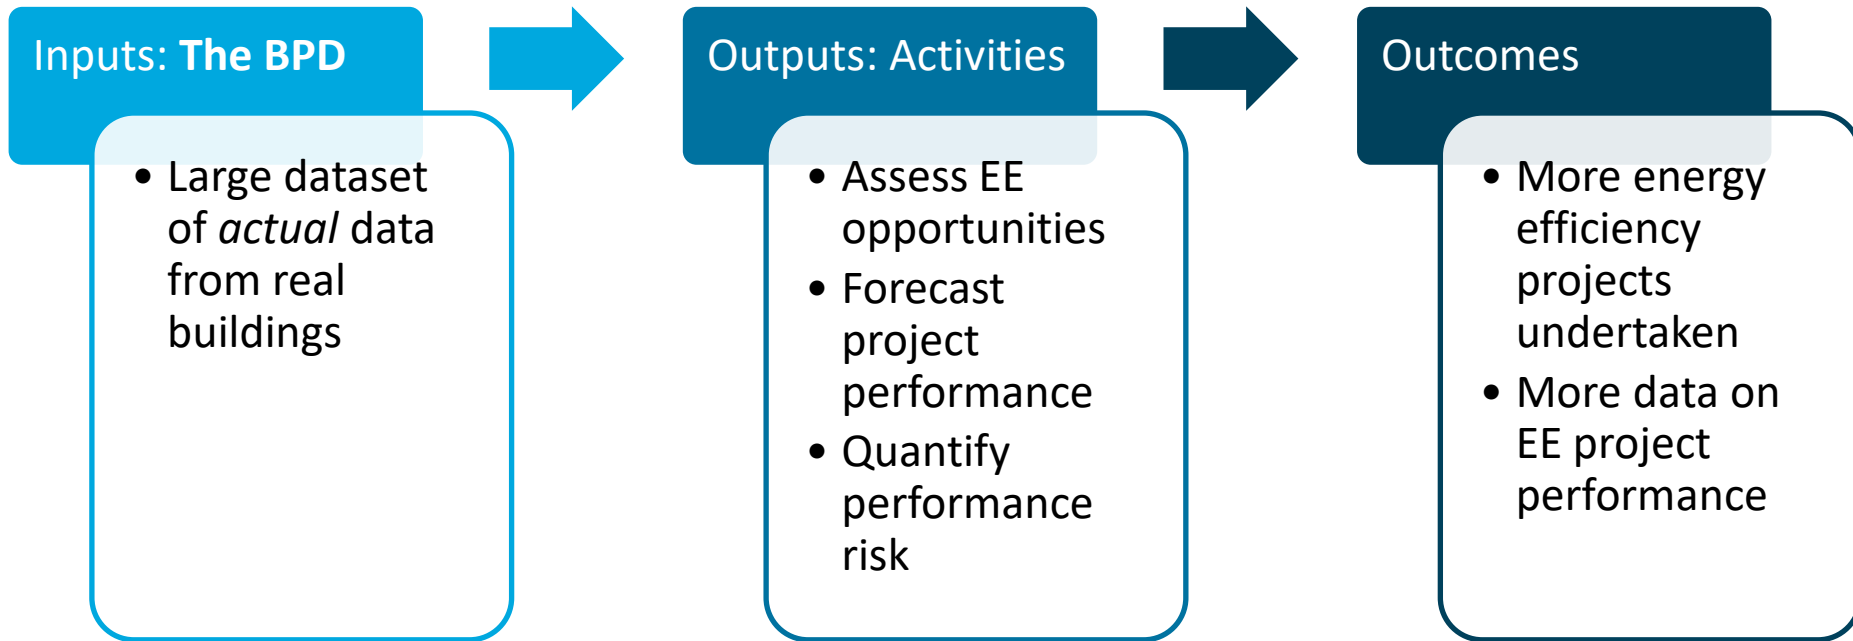 Inputs: The BPD
• Large dataset
of actual data
from real
buildings
Outputs: Activities
• Assess EE
opportunities
• Forecast
project
performance
• Quantify
performance
risk
Outcomes
• More energy
efficiency
projects
undertaken
• More data on
EE project
performance